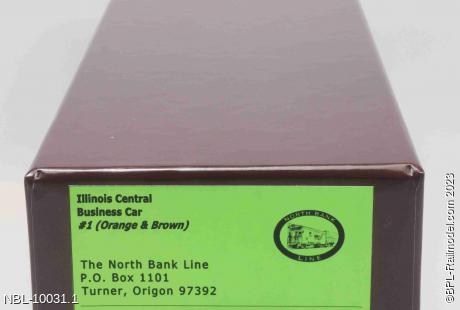 Illinois Central
Business Car
#1 (Orange & Brown)
NORTH BANK
LINE
The North Bank Line
P.O. Box 1101
Turner, Origon 97392
NBL-10031.1
©BPL-Railmodel.com 2023